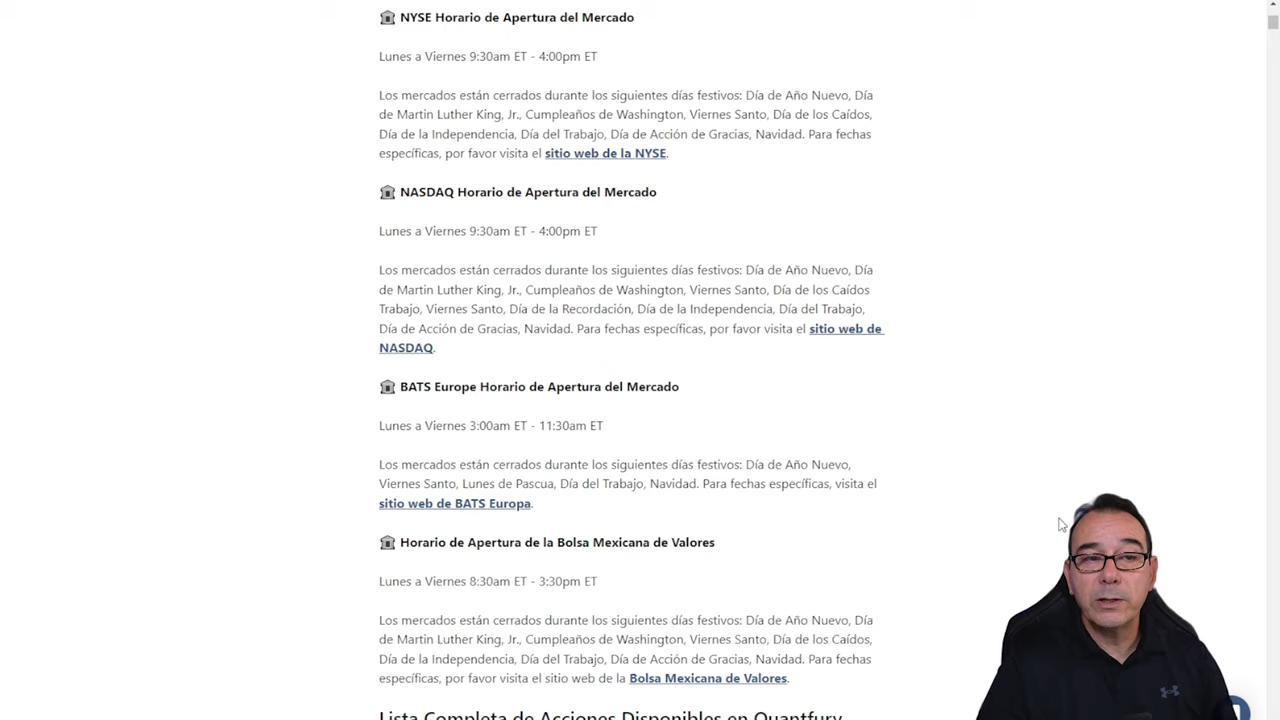 NYSE Horario de Apertura del Mercado
Lunes a Viernes 9:30am ET - 4:00pm ET
Los mercados están cerrados durante los siguientes días festivos: Día de Año Nuevo, Día
de Martin Luther King, Jr., Cumpleaños de Washington, Viernes Santo, Día de los Caídos,
Día de la Independencia, Día del Trabajo, Día de Acción de Gracias, Navidad. Para fechas
específicas, por favor visita el sitio web de la NYSE.
NASDAQ Horario de Apertura del Mercado
Lunes a Viernes 9:30am ET - 4:00pm ET
Los mercados están cerrados durante los siguientes días festivos: Día de Año Nuevo, Día
de Martin Luther King, Jr., Cumpleaños de Washington, Viernes Santo, Día de los Caídos
Trabajo, Viernes Santo, Día de la Recordación, Día de la Independencia, Día del Trabajo,
Día de Acción de Gracias, Navidad. Para fechas específicas, por favor visita el sitio web de
NASDAQ.
BATS Europe Horario de Apertura del Mercado
Lunes a Viernes 3:00am ET - 11:30am ET
Los mercados están cerrados durante los siguientes días festivos: Día de Año Nuevo,
Viernes Santo, Lunes de Pascua, Día del Trabajo, Navidad. Para fechas específicas, visita el
sitio web de BATS Europa.
Horario de Apertura de la Bolsa Mexicana de Valores
Lunes a Viernes 8:30am ET - 3:30pm ET
Los mercados están cerrados durante los siguientes días festivos: Día de Año Nuevo, Día
de Martin Luther King, Jr., Cumpleaños de Washington, Viernes Santo, Día de los Caídos,
Día de la Independencia, Día del Trabajo, Día de Acción de Gracias, Navidad. Para fechas
específicas, por favor visita el sitio web de la Bolsa Mexicana de Valores.
Lista Completa de Acciones Disponibles en Quantfury